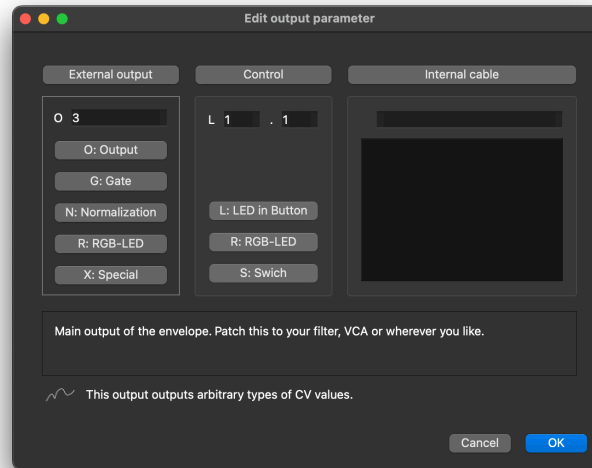 Edit output parameter
External output
Control
Internal cable
O 3
L 1 . 1
O: Output
G: Gate
N: Normalization
L: LED in Button
R: RGB-LED
R: RGB-LED
X: Special
S: Swich
Main output of the envelope. Patch this to your filter, VCA or wherever you like.
This output outputs arbitrary types of CV values.
Cancel
OK